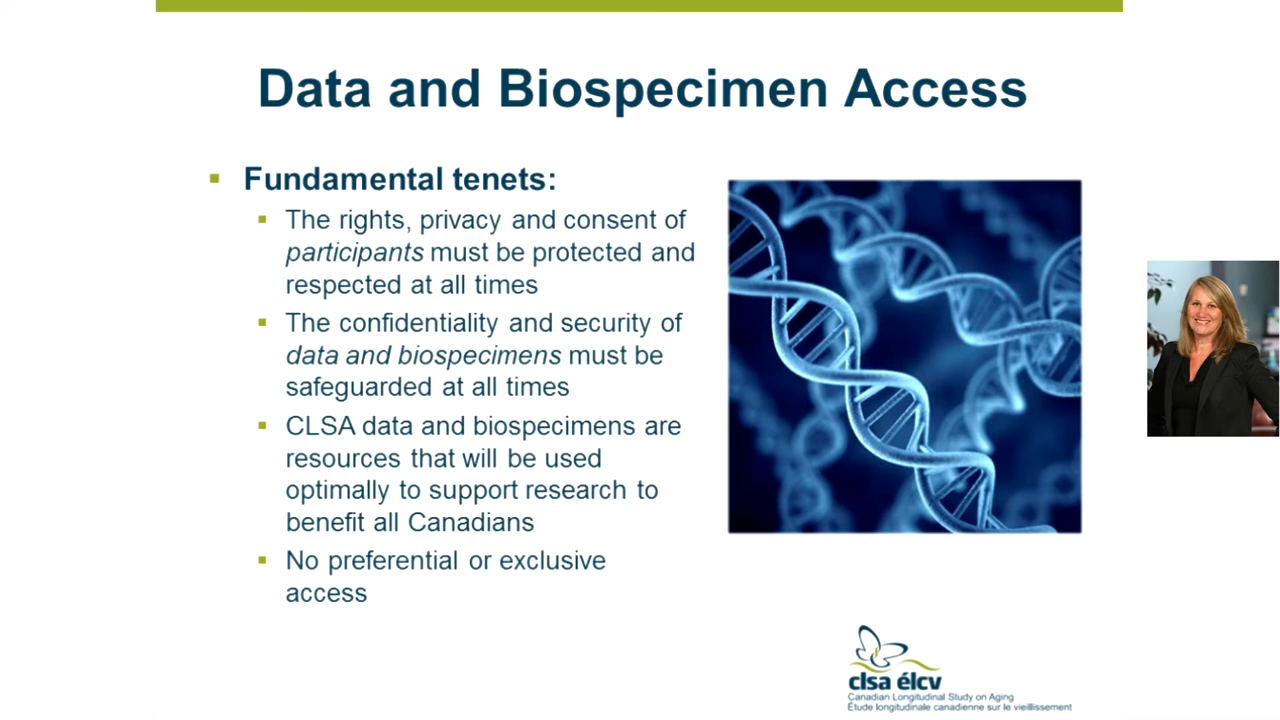 Data and Biospecimen Access
Fundamental tenets:
The rights, privacy and consent of
participants must be protected and
respected at all times
The confidentiality and security of
data and biospecimens must be
safeguarded at all times
CLSA data and biospecimens are
resources that will be used
optimally to support research to
benefit all Canadians
No preferential or exclusive
access
clsa élcv
Canadian Longitudinal Study on Aging
Étude longitudinale canadienne sur le vieillissement